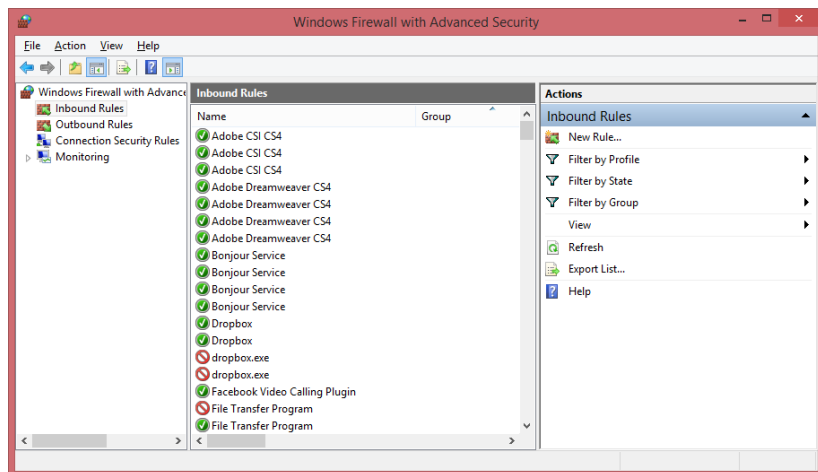 Windows Firewall with Advanced Security
File Action View Help
Windows Firewall with Advance
Inbound Rules
Outbound Rules
Connection Security Rules
Monitoring
Inbound Rules
Name Group
Adobe CSI CS4
Adobe CSI CS4
Adobe CSI CS4
Adobe Dreamweaver CS4
Adobe Dreamweaver CS4
Adobe Dreamweaver CS4
Adobe Dreamweaver CS4
Bonjour Service
Bonjour Service
Bonjour Service
Bonjour Service
Dropbox
Dropbox
dropbox.exe
dropbox.exe
Facebook Video Calling Plugin
File Transfer Program
File Transfer Program
Actions
Inbound Rules
New Rule...
Filter by Profile
Filter by State
Filter by Group
View
Refresh
Export List...
Help